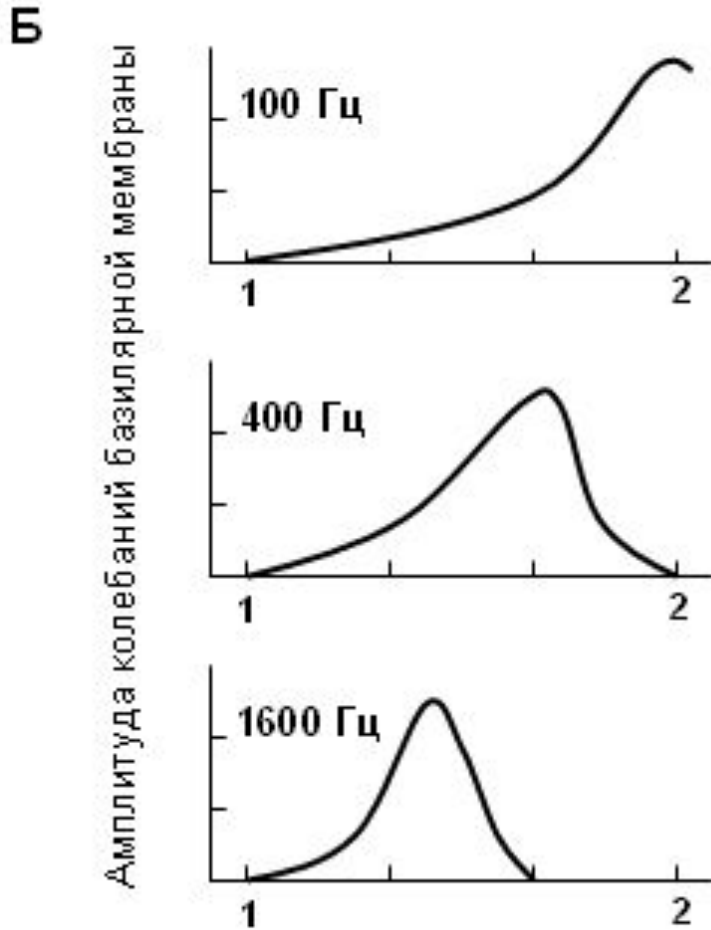 Б
Амплитуда колебаний базилярной мембраны
100 Гц
1 2
400 Гц
1 2
1600 Гц
1 2